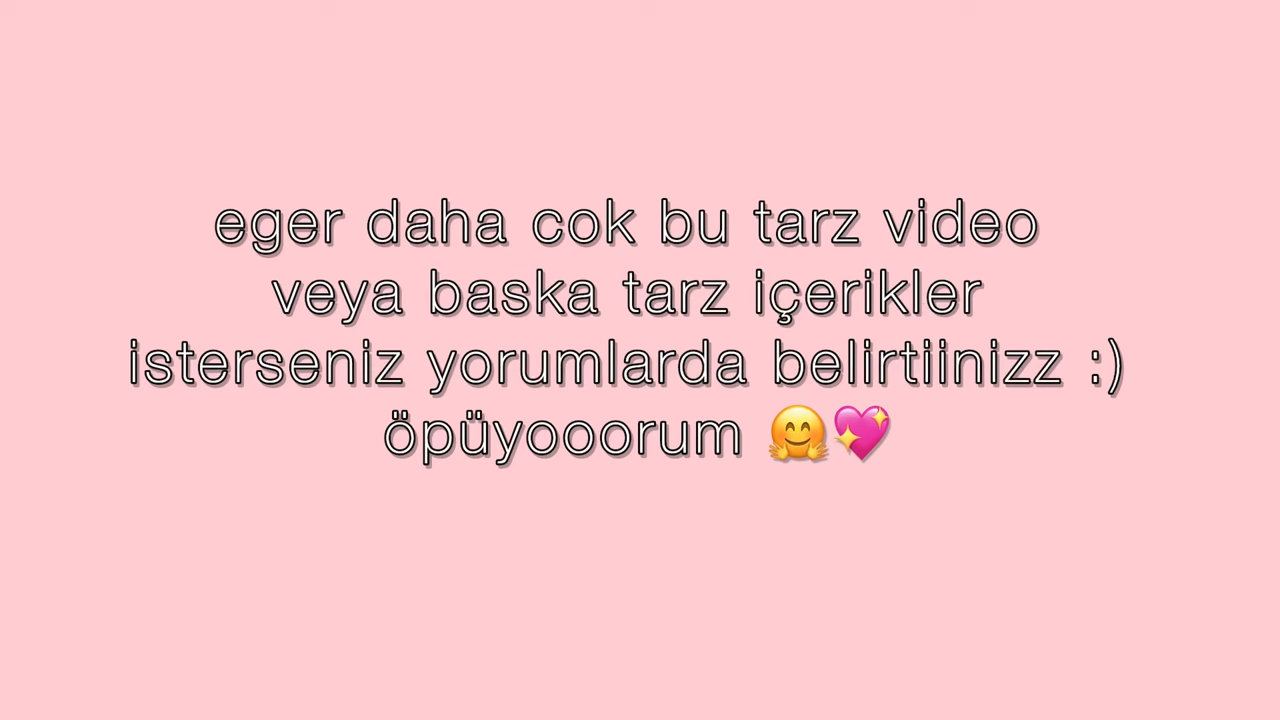 eger daha cok bu tarz video
veya baska tarz içerikler
isterseniz yorumlarda belirtiinizz :)
öpüyooorum 🤗💖